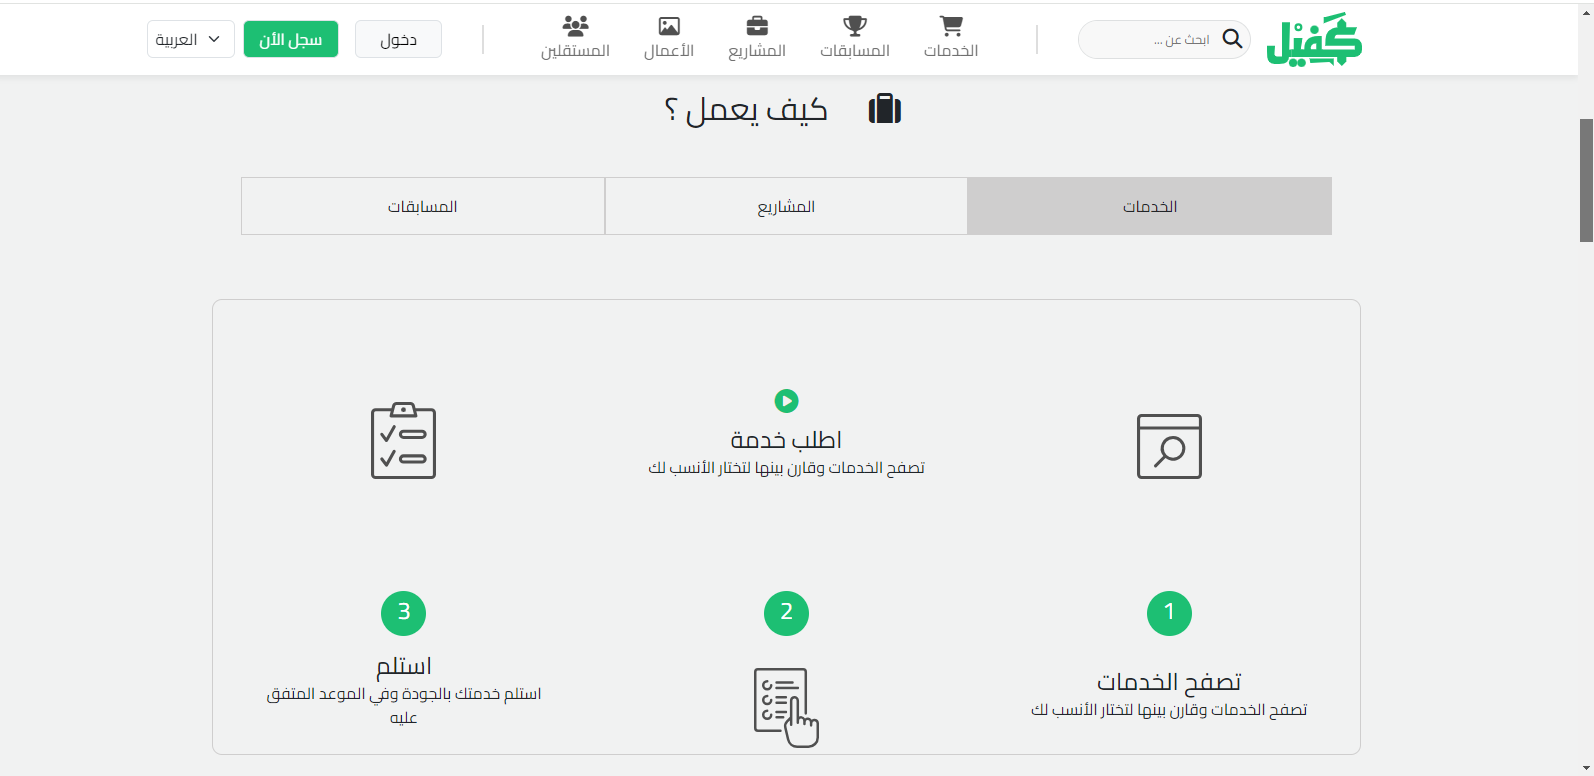 كفيل
ابحث عن ...
الخدمات
المسابقات
المشاريع
الأعمال
المستقلين
دخول
سجل الأن
العربية
كيف يعمل ؟
الخدمات
المشاريع
المسابقات
اطلب خدمة
تصفح الخدمات وقارن بينها لتختار الأنسب لك
1
تصفح الخدمات
تصفح الخدمات وقارن بينها لتختار الأنسب لك
2
3
استلم
استلم خدمتك بالجودة وفي الموعد المتفق
عليه